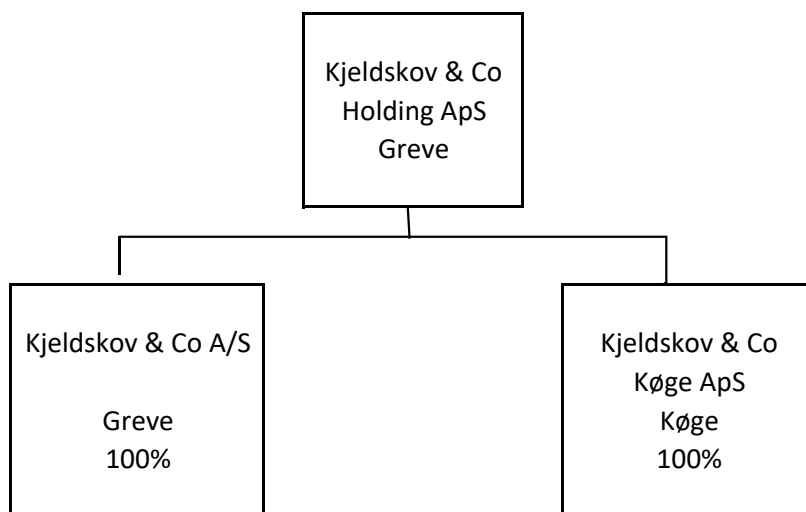 Kjeldskov & Co
Holding ApS
Greve
Kjeldskov & Co A/S
Greve
100%
Kjeldskov & Co
Køge ApS
Køge
100%